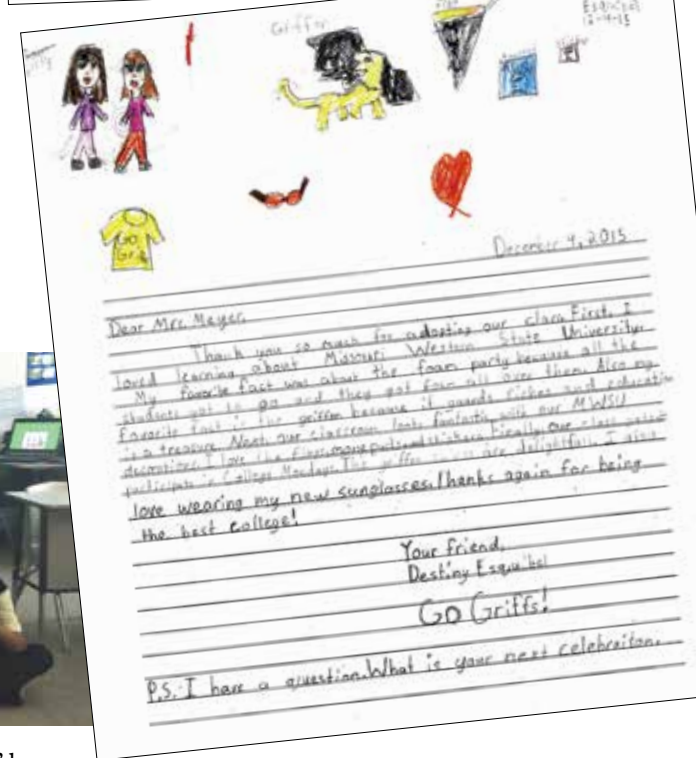 Griffon
Esquibel
12-4-15
Go
Griffs
December 4, 2015
Dear Mrs. Meyer,
Thank you so much for adopting our class. First, I
loved learning about Missouri Western State University.
My favorite fact was about the foam party because all the
students got to go and they got foam all over them. Also my
favorite fact is the griffon because it guards riches and education
is a treasure. Next, our classroom looks fantastic with our MWSU
decorations. I love the flags, and stickers. Finally, our class
participate in College Mondays. The griffon are delightful. I also
love wearing my new sunglasses. Thanks again for being
the best college!
Your friend,
Destiny Esquibel
Go Griffs!
P.S. I have a question. What is your next celebraiton.